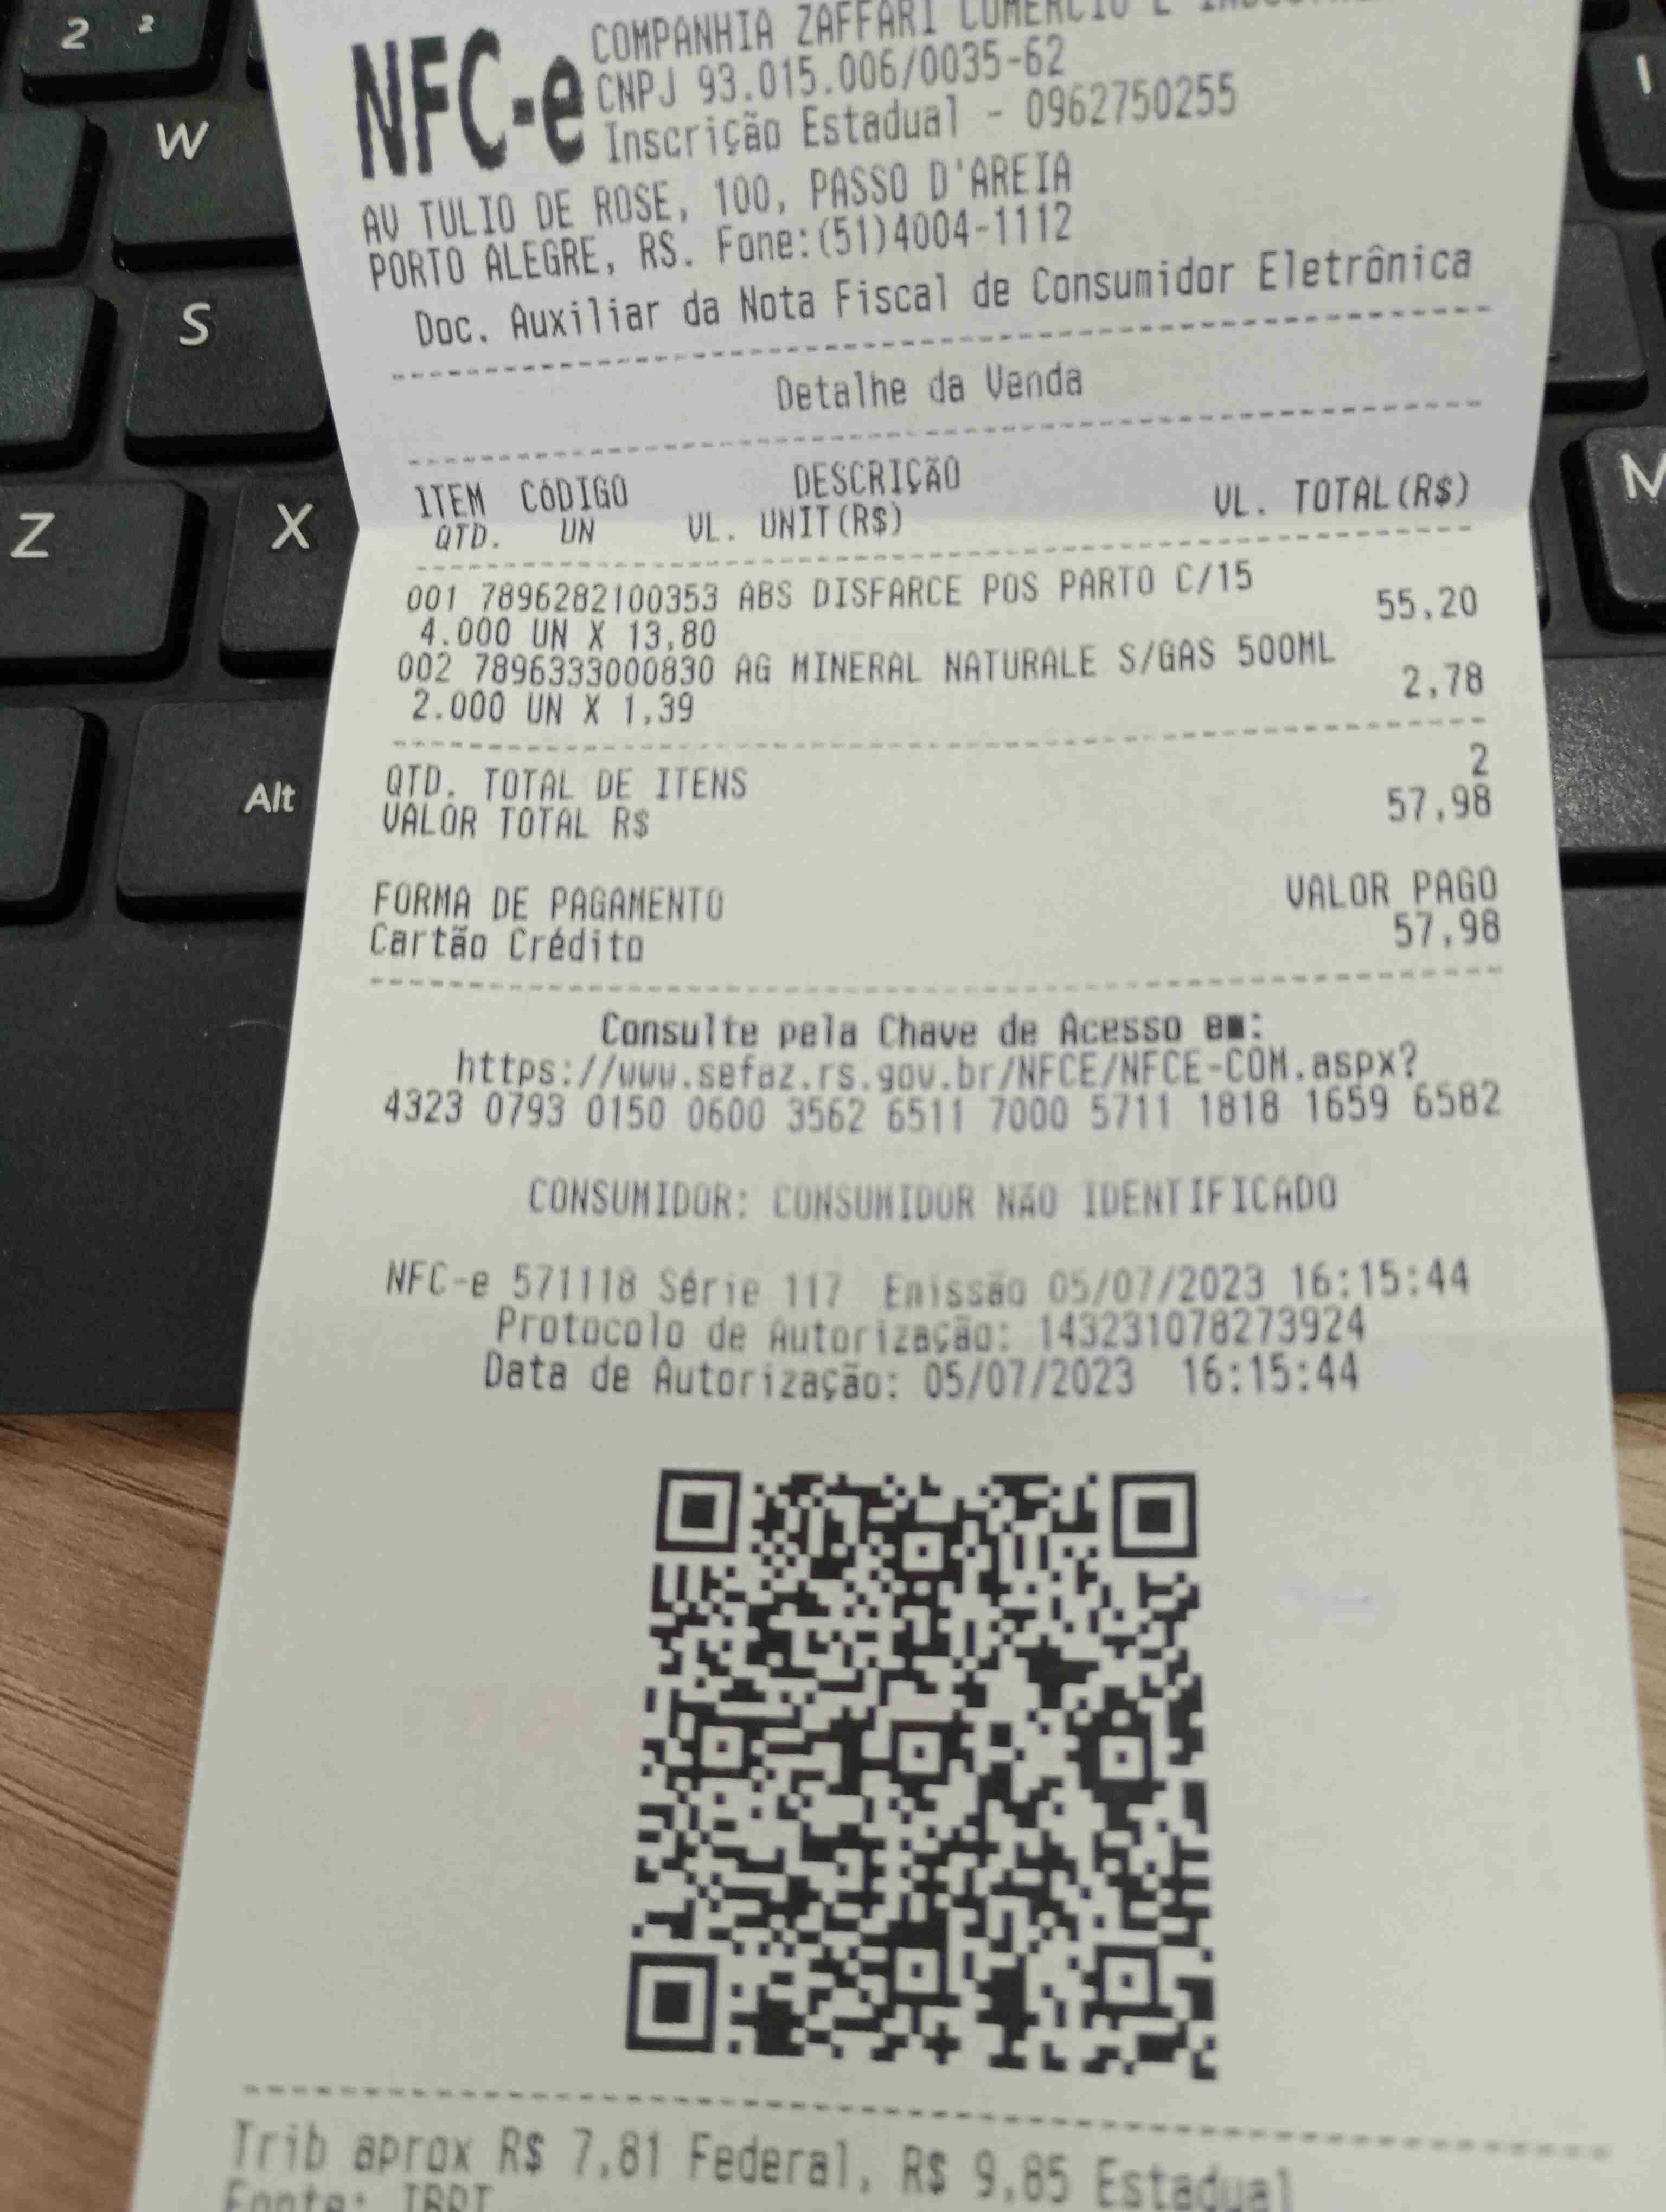 2 ²
W
S
Z
X
Alt
I
M
NFC-e
COMPANHIA ZAFFARI COMERCIO E
CNPJ 93.015.006/0035-62
Inscrição Estadual - 0962750255
AV TULIO DE ROSE, 100, PASSO D'AREIA
PORTO ALEGRE, RS. Fone:(51)4004-1112
Doc. Auxiliar da Nota Fiscal de Consumidor Eletrônica
Detalhe da Venda
ITEM CóDIGO DESCRIÇÃO VL. TOTAL(R$)
QTD. UN VL. UNIT(R$)
001 7896282100353 ABS DISFARCE POS PARTO C/15
4.000 UN X 13,80 55,20
002 7896333000830 AG MINERAL NATURALE S/GAS 500ML
2.000 UN X 1,39 2,78
QTD. TOTAL DE ITENS 2
VALOR TOTAL R$ 57,98
FORMA DE PAGAMENTO VALOR PAGO
Cartão Crédito 57,98
Consulte pela Chave de Acesso em:
https://www.sefaz.rs.gov.br/NFCE/NFCE-COM.aspx?
4323 0793 0150 0600 3562 6511 7000 5711 1818 1659 6582
CONSUMIDOR: CONSUMIDOR NãO IDENTIFICADO
NFC-e 571118 Série 117 Emissão 05/07/2023 16:15:44
Protocolo de Autorização: 143231078273924
Data de Autorização: 05/07/2023 16:15:44
Trib aprox R$ 7,81 Federal, R$ 9,85 Estadual
Fonte: IBPT